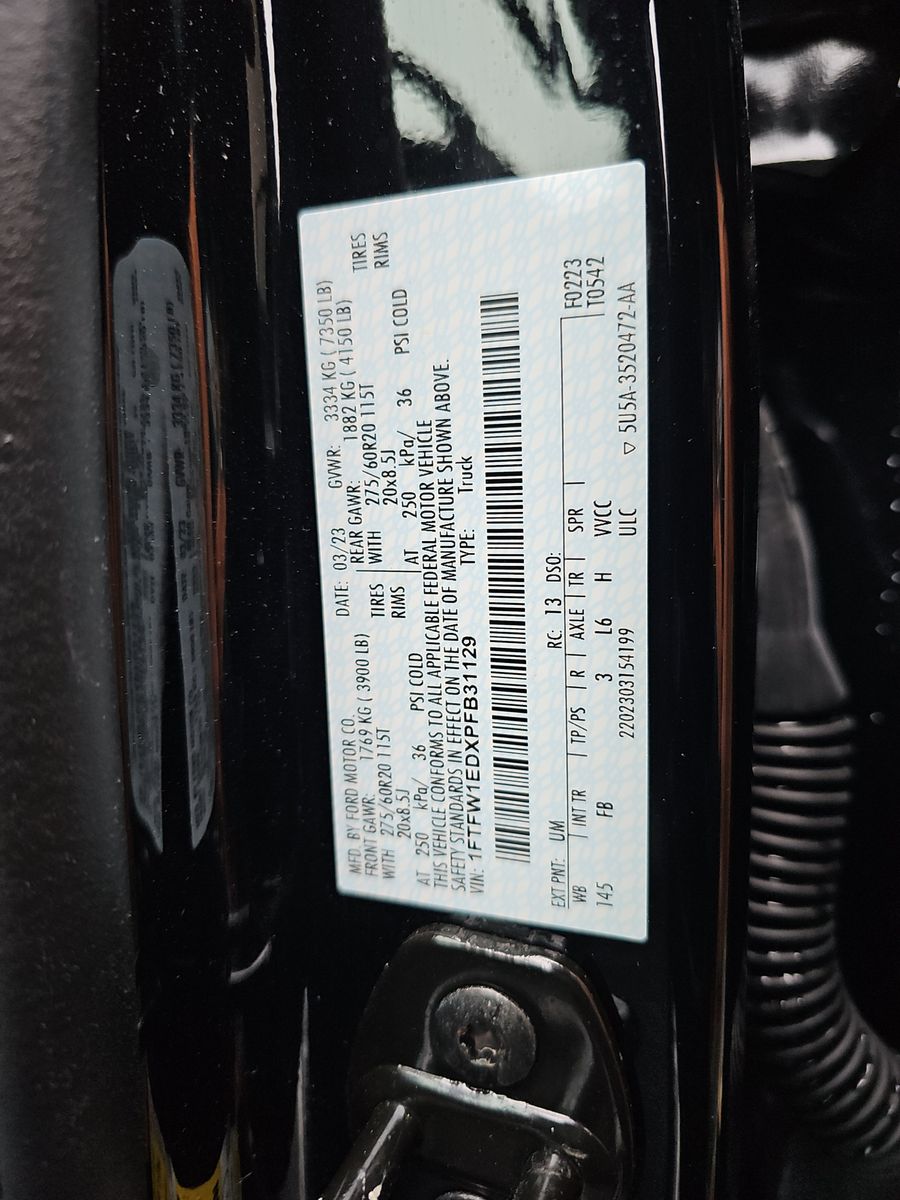 MFD. BY FORD MOTOR CO.
DATE: 03/23 GVWR: 3334 KG ( 7350 LB)
FRONT GAWR: 1769 KG ( 3900 LB) REAR GAWR: 1882 KG ( 4150 LB)
WITH 275/60R20 115T TIRES WITH 275/60R20 115T TIRES
20x8.5J RIMS 20x8.5J RIMS
AT 250 kPa/ 36 PSI COLD AT 250 kPa/ 36 PSI COLD
THIS VEHICLE CONFORMS TO ALL APPLICABLE FEDERAL MOTOR VEHICLE
SAFETY STANDARDS IN EFFECT ON THE DATE OF MANUFACTURE SHOWN ABOVE.
VIN: 1FTFW1EDXPFB31129 TYPE: Truck
EXT PNT: UM RC: 13 DSO: F0223
WB INT TR TP/PS R AXLE TR SPR T0542
145 FB 3 L6 H VVCC
2202303154199 ULC ▽ 5U5A-3520472-AA